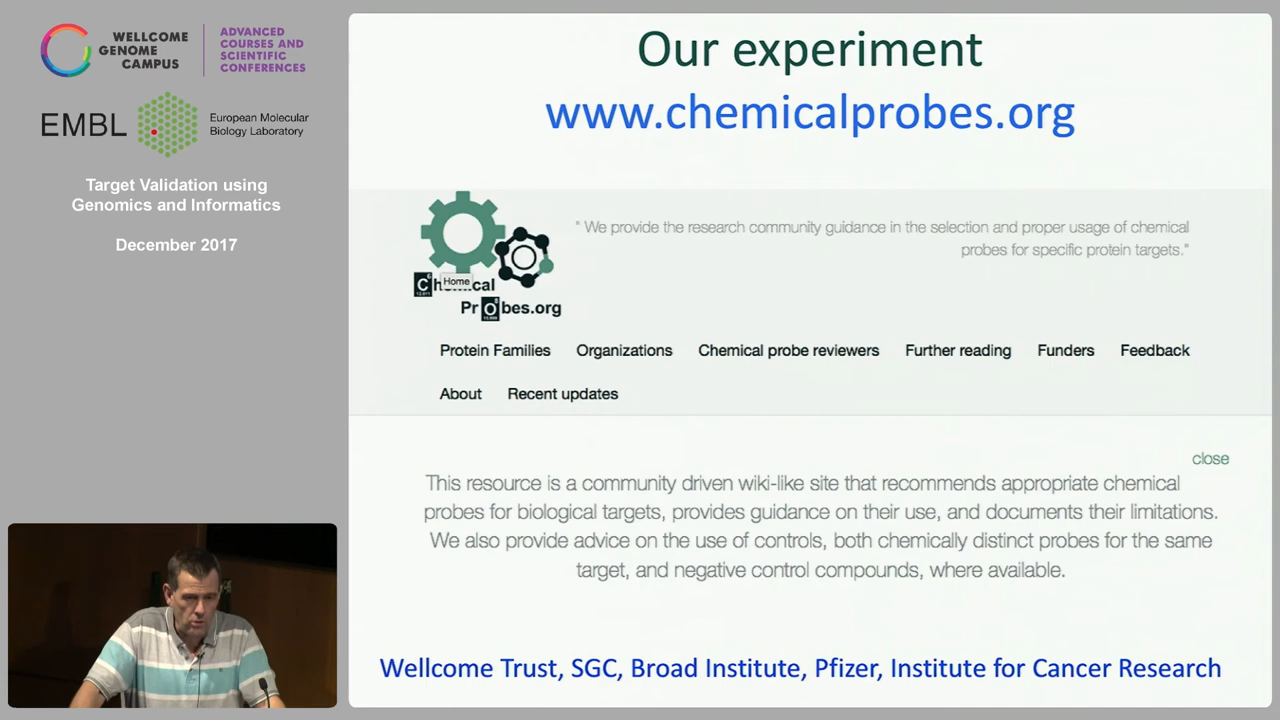 WELLCOME
GENOME
CAMPUS
ADVANCED
COURSES AND
SCIENTIFIC
CONFERENCES
EMBL
European Molecular
Biology Laboratory
Target Validation using
Genomics and Informatics
December 2017
Our experiment
www.chemicalprobes.org
" We provide the research community guidance in the selection and proper usage of chemical
probes for specific protein targets."
Home
Chemical
Probes.org
Protein Families Organizations Chemical probe reviewers Further reading Funders Feedback
About Recent updates
close
This resource is a community driven wiki-like site that recommends appropriate chemical
probes for biological targets, provides guidance on their use, and documents their limitations.
We also provide advice on the use of controls, both chemically distinct probes for the same
target, and negative control compounds, where available.
Wellcome Trust, SGC, Broad Institute, Pfizer, Institute for Cancer Research